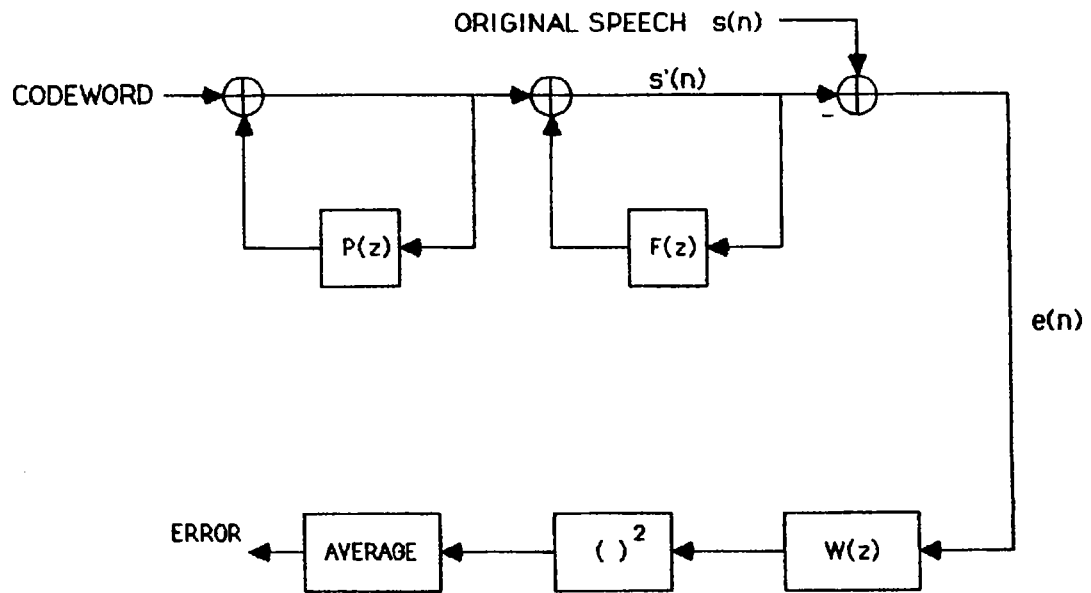 ORIGINAL SPEECH s(n)
CODEWORD
s'(n)
-
P(z)
F(z)
e(n)
ERROR
AVERAGE
( )²
W(z)